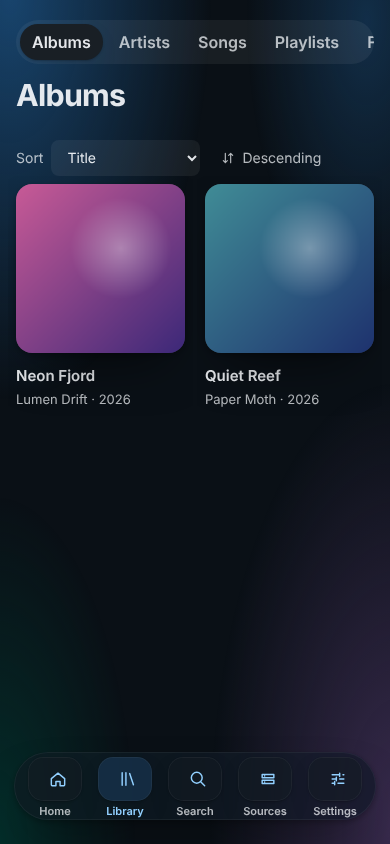 Albums Artists Songs Playlists
Albums
Sort Title Descending
Neon Fjord Quiet Reef
Lumen Drift · 2026 Paper Moth · 2026
Home Library Search Sources Settings